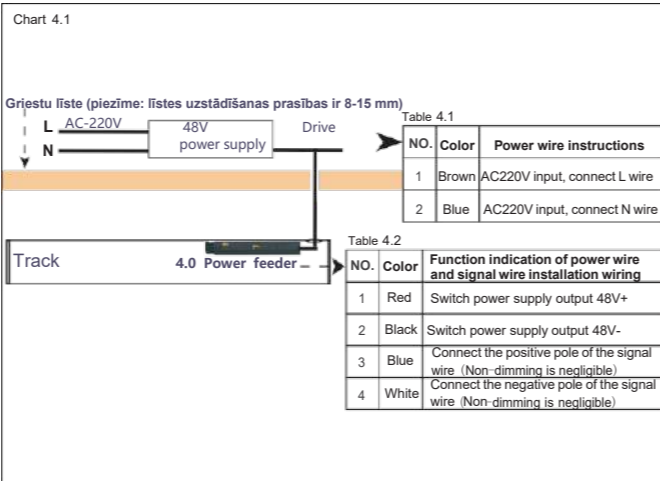 Chart 4.1
Griestu līste (piezīme: līstes uzstādīšanas prasības ir 8-15 mm)
L AC-220V
N
48V
power supply
Drive
Table 4.1
NO. Color Power wire instructions
1 Brown AC220V input, connect L wire
2 Blue AC220V input, connect N wire
Track
4.0 Power feeder
Table 4.2
NO. Color Function indication of power wire
and signal wire installation wiring
1 Red Switch power supply output 48V+
2 Black Switch power supply output 48V-
3 Blue Connect the positive pole of the signal
wire (Non-dimming is negligible)
4 White Connect the negative pole of the signal
wire (Non-dimming is negligible)